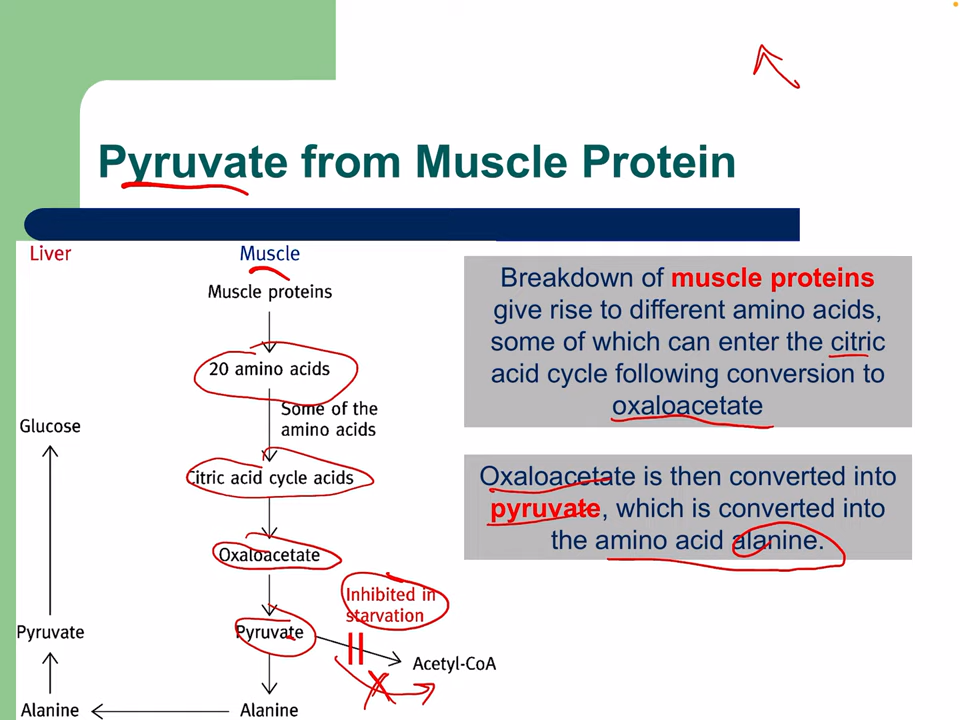 Pyruvate from Muscle Protein
Liver
Muscle
Muscle proteins
20 amino acids
Some of the
amino acids
Glucose
Citric acid cycle acids
Oxaloacetate
Inhibited in
starvation
Pyruvate
Pyruvate
Acetyl-CoA
Alanine
Alanine
Breakdown of muscle proteins
give rise to different amino acids,
some of which can enter the citric
acid cycle following conversion to
oxaloacetate
Oxaloacetate is then converted into
pyruvate, which is converted into
the amino acid alanine.